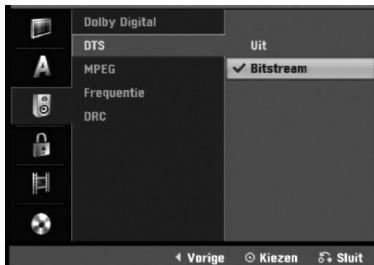 Dolby Digital
DTS Uit
MPEG ✓ Bitstream
Frequentie
DRC
A
Vorige Kiezen Sluit